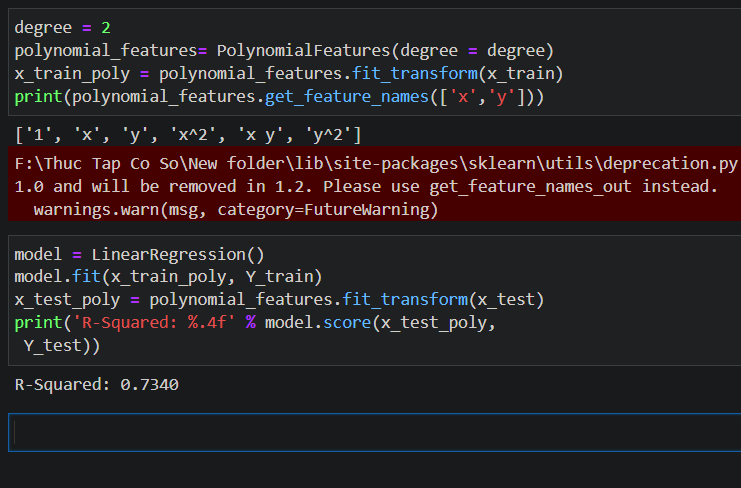 degree = 2
polynomial_features= PolynomialFeatures(degree = degree)
x_train_poly = polynomial_features.fit_transform(x_train)
print(polynomial_features.get_feature_names(['x','y']))
['1', 'x', 'y', 'x^2', 'x y', 'y^2']
F:\Thuc Tap Co So\New folder\lib\site-packages\sklearn\utils\deprecation.py
1.0 and will be removed in 1.2. Please use get_feature_names_out instead.
  warnings.warn(msg, category=FutureWarning)
model = LinearRegression()
model.fit(x_train_poly, Y_train)
x_test_poly = polynomial_features.fit_transform(x_test)
print('R-Squared: %.4f' % model.score(x_test_poly,
 Y_test))
R-Squared: 0.7340